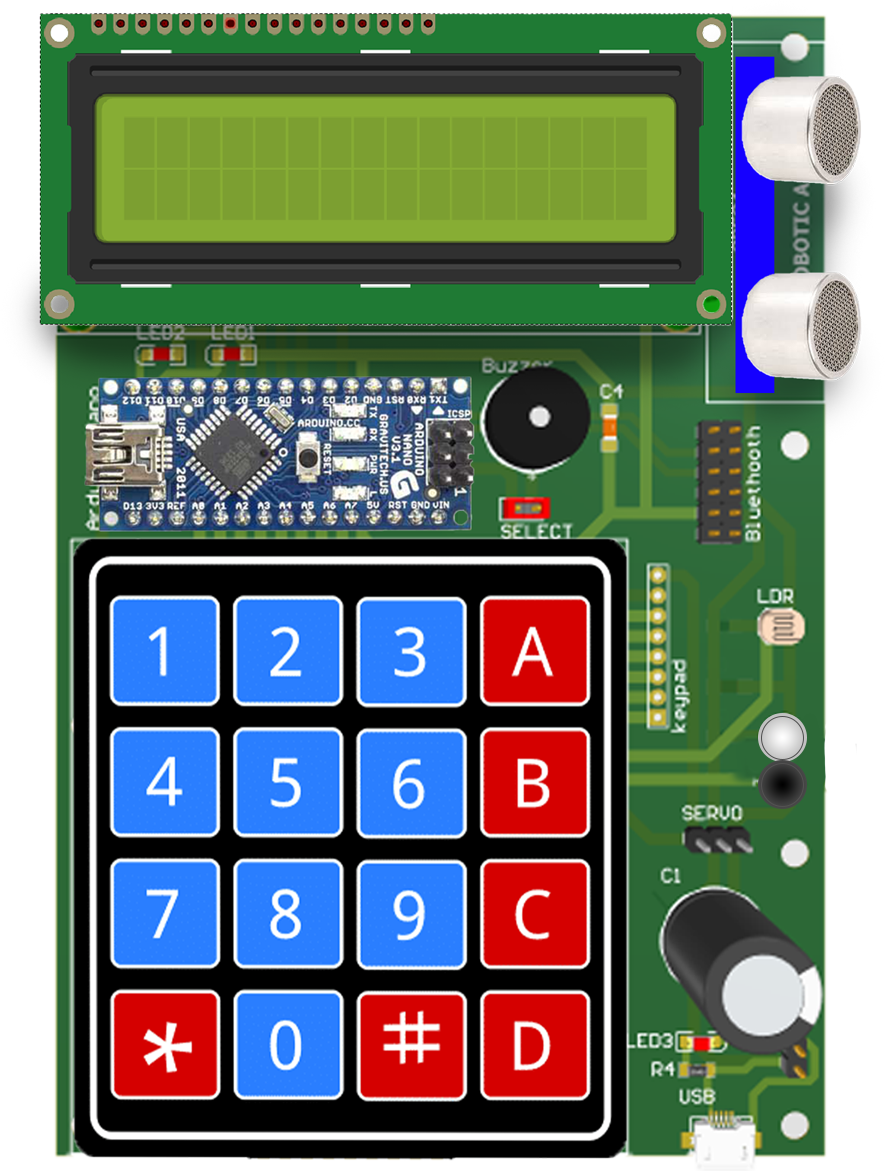 OBOTIC A
LED2 LED1
Buzzer
C4
D12 D11 D10 D9 D8 D7 D6 D5 D4 D3 D2 GND RST RX0 TX1
ICSP
USA
2011
ARDUINO.CC
RESET
TX RX PWR L
GRAVITECH.US
ARDUINO
NANO
V3.1
G
1
D13 3V3 REF A0 A1 A2 A3 A4 A5 A6 A7 5V RST GND VIN
SELECT
Bluethooth
LDR
keypad
1 2 3 A
4 5 6 B
7 8 9 C
* 0 # D
SERVO
C1
LED3
R4
USB